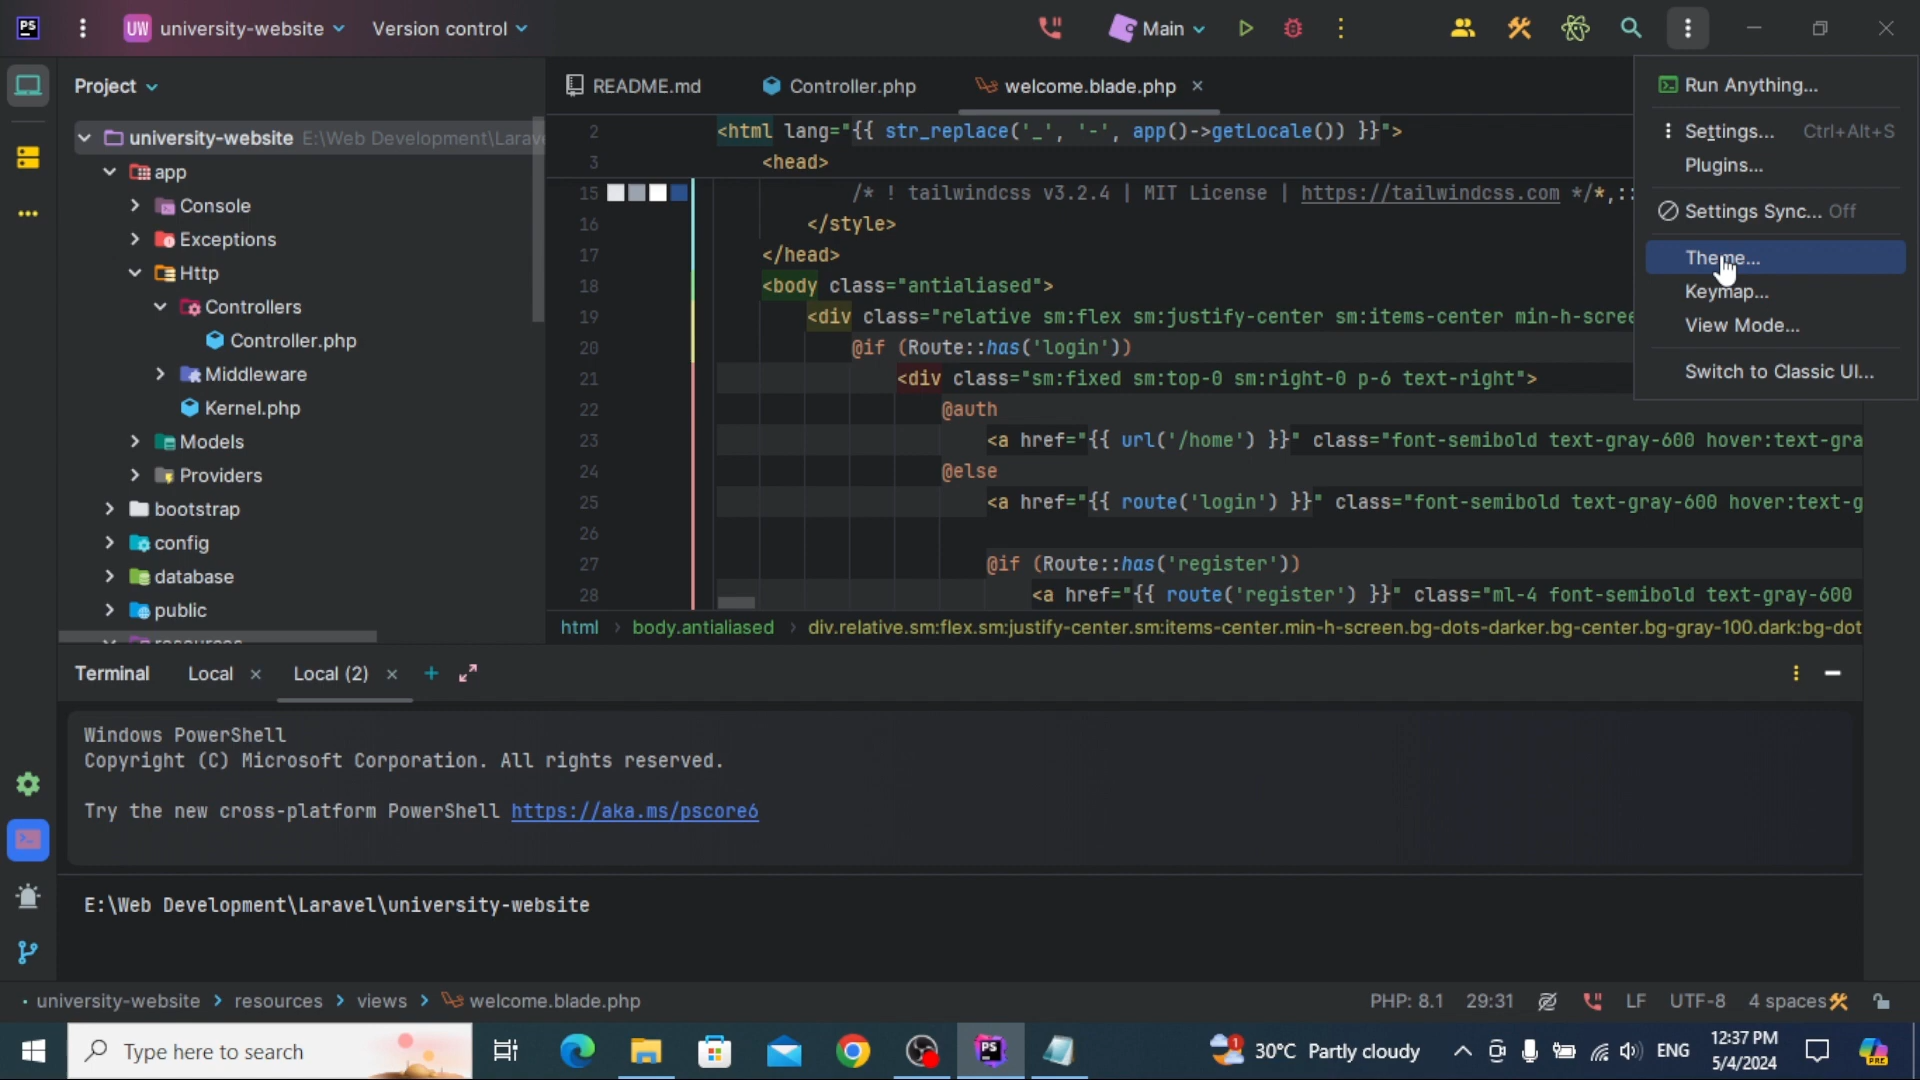 PS
UW university-website
Version control
Main
Project
README.md
Controller.php
welcome.blade.php
university-website E:\Web Development\Larave
app
Console
Exceptions
Http
Controllers
Controller.php
Middleware
Kernel.php
Models
Providers
bootstrap
config
database
public
2 <html lang="{{ str_replace('_', '-', app()->getLocale()) }}">
3 <head>
15 /* ! tailwindcss v3.2.4 | MIT License | https://tailwindcss.com */*,::
16 </style>
17 </head>
18 <body class="antialiased">
19 <div class="relative sm:flex sm:justify-center sm:items-center min-h-scree
20 @if (Route::has('login'))
21 <div class="sm:fixed sm:top-0 sm:right-0 p-6 text-right">
22 @auth
23 <a href="{{ url('/home') }}" class="font-semibold text-gray-600 hover:text-gra
24 @else
25 <a href="{{ route('login') }}" class="font-semibold text-gray-600 hover:text-g
26
27 @if (Route::has('register'))
28 <a href="{{ route('register') }}" class="ml-4 font-semibold text-gray-600
html › body.antialiased › div.relative.sm:flex.sm:justify-center.sm:items-center.min-h-screen.bg-dots-darker.bg-center.bg-gray-100.dark:bg-dot
Run Anything...
Settings... Ctrl+Alt+S
Plugins...
Settings Sync... Off
Theme...
Keymap...
View Mode...
Switch to Classic UI...
Terminal
Local
Local (2)
Windows PowerShell
Copyright (C) Microsoft Corporation. All rights reserved.
Try the new cross-platform PowerShell https://aka.ms/pscore6
E:\Web Development\Laravel\university-website
university-website › resources › views › welcome.blade.php
PHP: 8.1 29:31 LF UTF-8 4 spaces
Type here to search
PS
1
30°C Partly cloudy
ENG
12:37 PM
5/4/2024
PRE